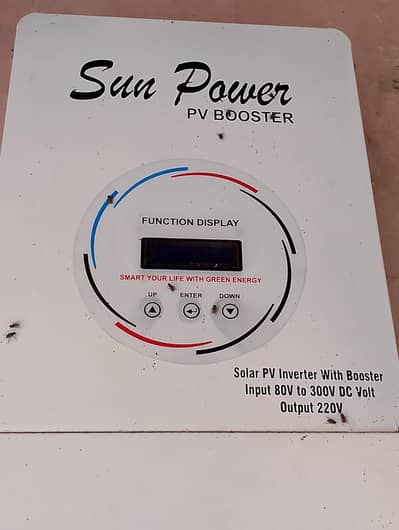 Sun Power
PV BOOSTER
FUNCTION DISPLAY
SMART YOUR LIFE WITH GREEN ENERGY
UP ENTER DOWN
Solar PV Inverter With Booster
Input 80V to 300V DC Volt
Output 220V